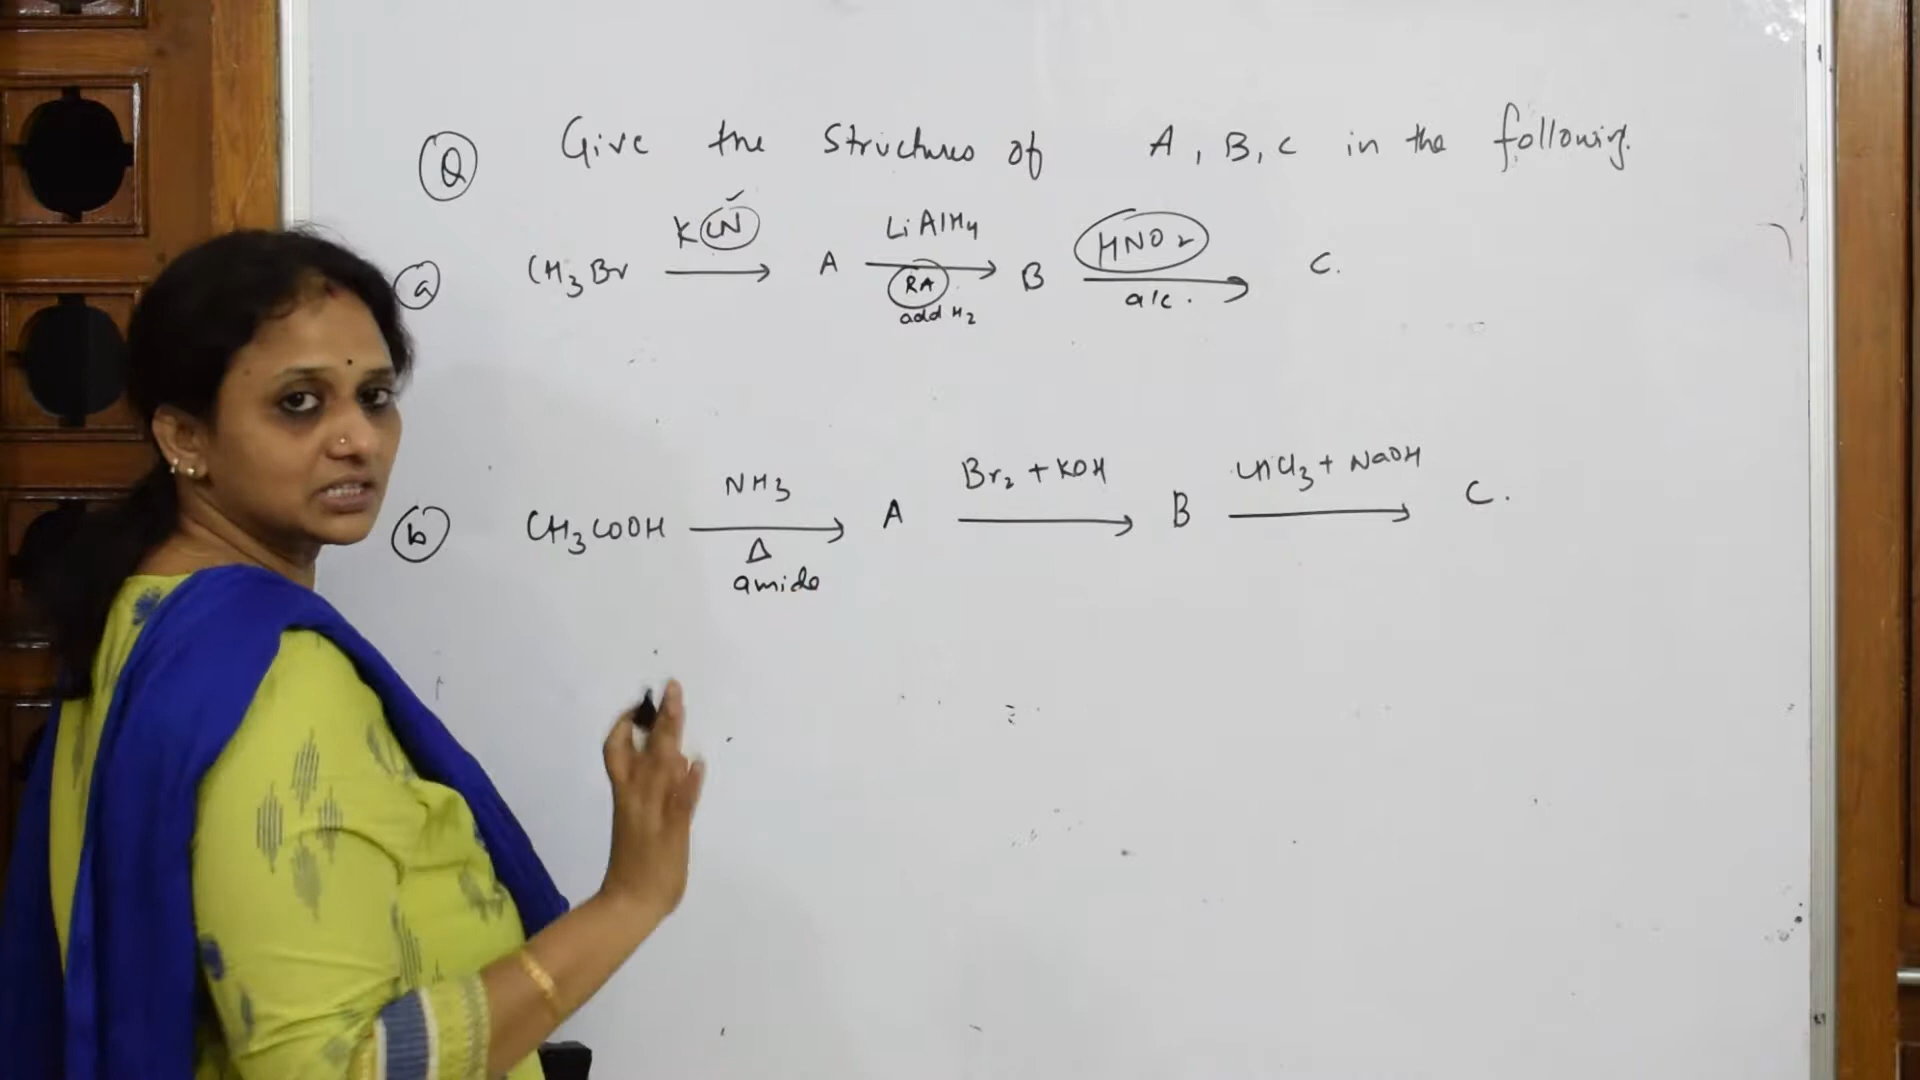 Q Give the Structures of A, B, C in the following.
a CH3Br KCN → A LiAlH4 → B HNO2 → C.
RA alc.
add H2
b CH3COOH NH3 → A Br2 + KOH → B CHCl3 + NaOH → C.
Δ
amide